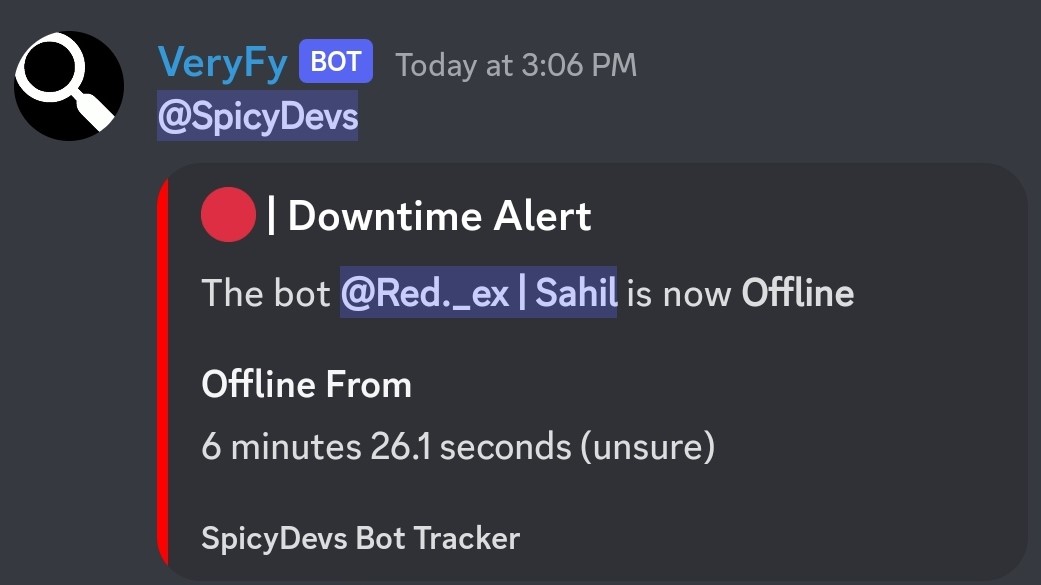 VeryFy BOT Today at 3:06 PM
@SpicyDevs
| Downtime Alert
The bot @Red._ex | Sahil is now Offline
Offline From
6 minutes 26.1 seconds (unsure)
SpicyDevs Bot Tracker